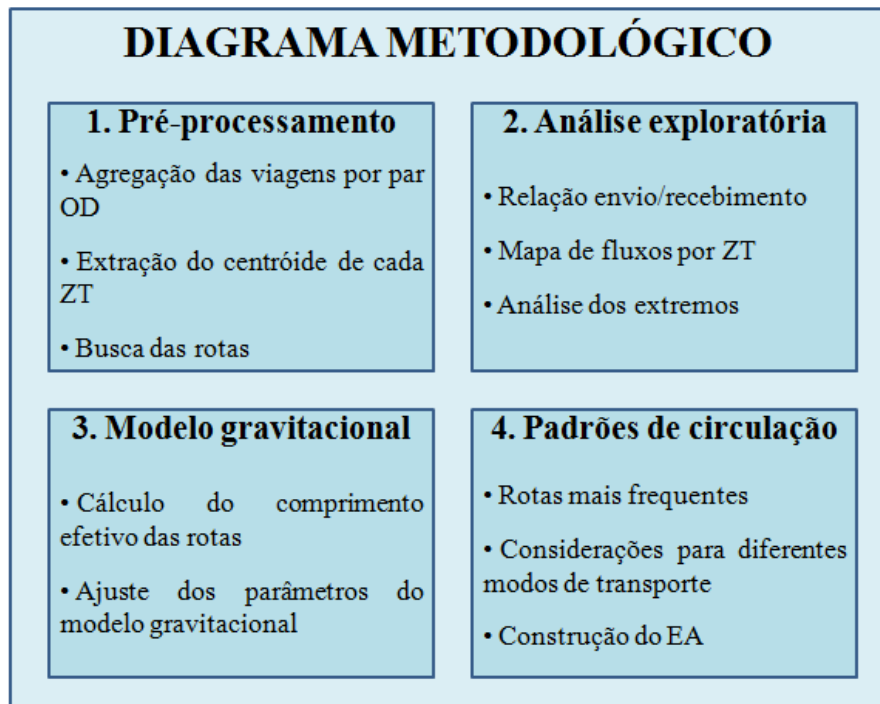 DIAGRAMA METODOLÓGICO
1. Pré-processamento
• Agregação das viagens por par
OD
• Extração do centróide de cada
ZT
• Busca das rotas
2. Análise exploratória
• Relação envio/recebimento
• Mapa de fluxos por ZT
• Análise dos extremos
3. Modelo gravitacional
• Cálculo do comprimento
efetivo das rotas
• Ajuste dos parâmetros do
modelo gravitacional
4. Padrões de circulação
• Rotas mais frequentes
• Considerações para diferentes
modos de transporte
• Construção do EA